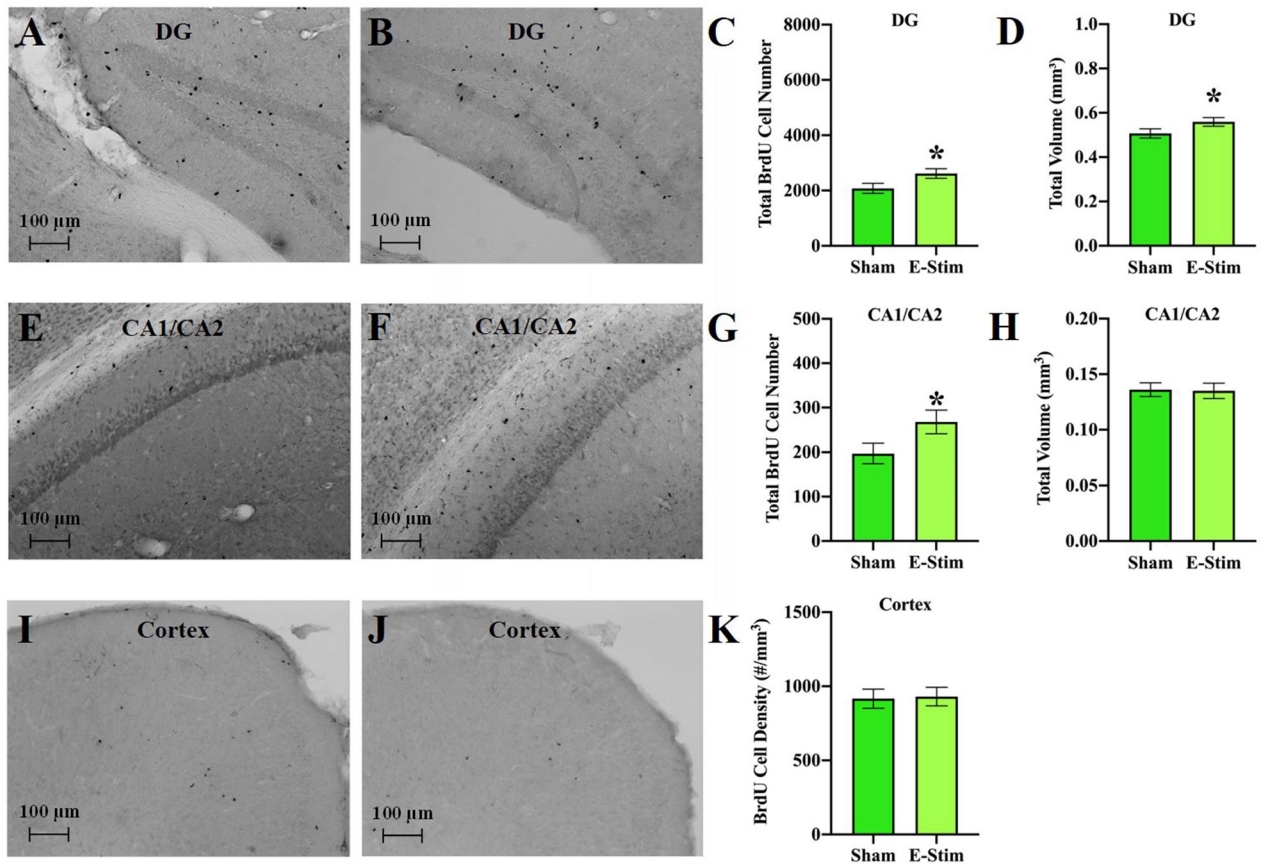 A
DG
100 µm
B
DG
100 µm
C
DG
Total BrdU Cell Number
8000
6000
4000
2000
0
Sham E-Stim
*
D
DG
Total Volume (mm³)
1.0
0.8
0.6
0.4
0.2
0.0
Sham E-Stim
*
E
CA1/CA2
100 µm
F
CA1/CA2
100 µm
G
CA1/CA2
Total BrdU Cell Number
500
400
300
200
100
0
Sham E-Stim
*
H
CA1/CA2
Total Volume (mm³)
0.20
0.15
0.10
0.05
0.00
Sham E-Stim
I
Cortex
100 µm
J
Cortex
100 µm
K
Cortex
BrdU Cell Density (#/mm³)
1500
1000
500
0
Sham E-Stim